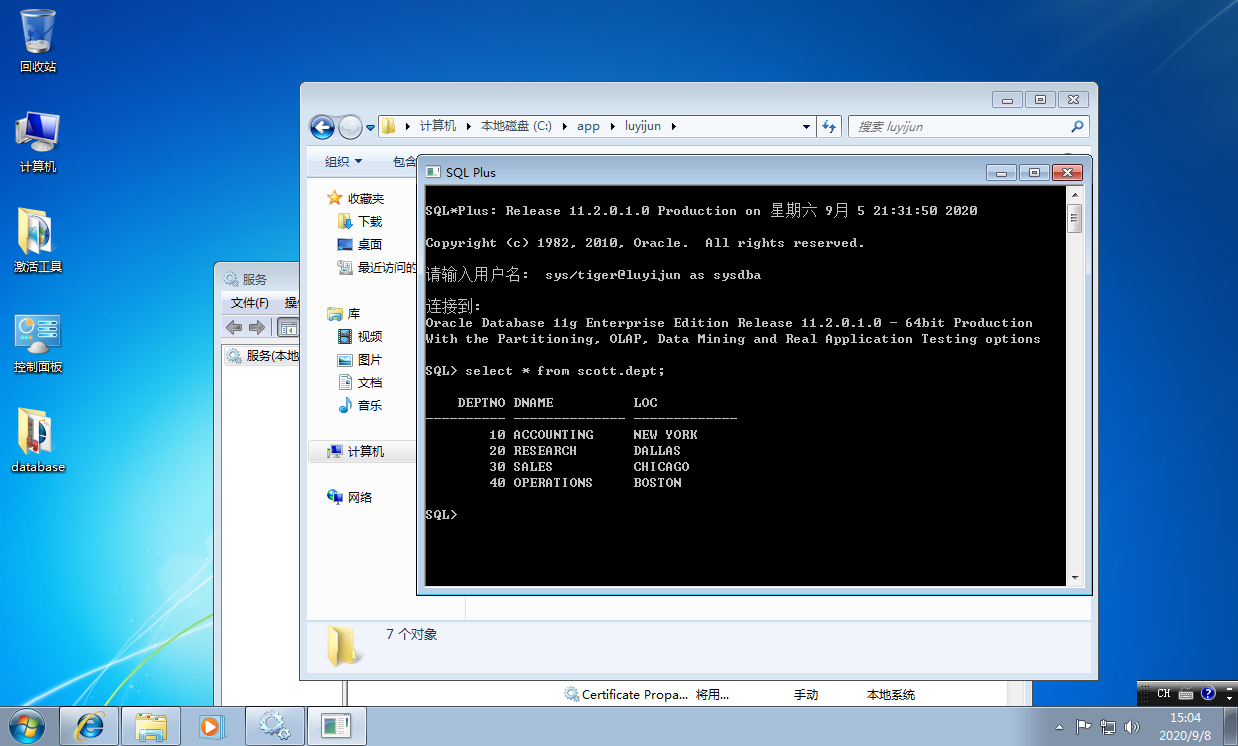 回收站
计算机
激活工具
控制面板
database
计算机 本地磁盘 (C:) app luyijun
搜索 luyijun
组织
收藏夹
下载
桌面
最近访问的
库
视频
图片
文档
音乐
计算机
网络
7 个对象
服务
文件(F)
服务(本地
SQL Plus
SQL*Plus: Release 11.2.0.1.0 Production on 星期六 9月 5 21:31:50 2020
Copyright (c) 1982, 2010, Oracle.  All rights reserved.
请输入用户名:  sys/tiger@luyijun as sysdba
连接到:
Oracle Database 11g Enterprise Edition Release 11.2.0.1.0 - 64bit Production
With the Partitioning, OLAP, Data Mining and Real Application Testing options
SQL> select * from scott.dept;
    DEPTNO DNAME          LOC
---------- -------------- -------------
        10 ACCOUNTING     NEW YORK
        20 RESEARCH       DALLAS
        30 SALES          CHICAGO
        40 OPERATIONS     BOSTON
SQL>
Certificate Propa... 将用... 手动 本地系统
CH
15:04
2020/9/8